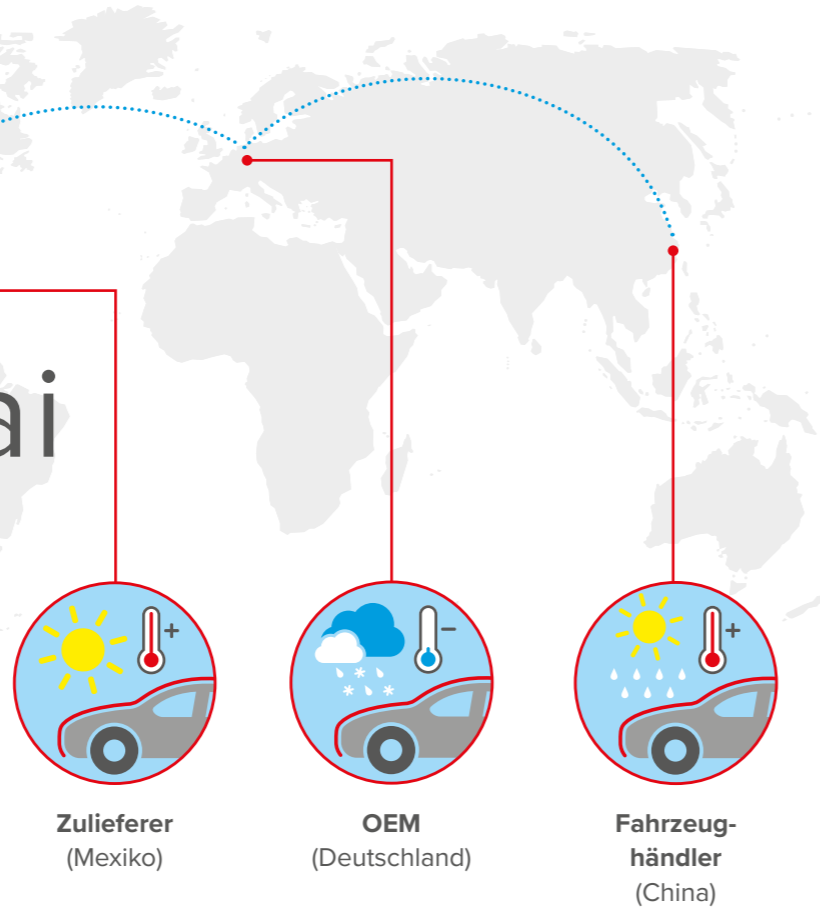 ai
+
−
+
Zulieferer
(Mexiko)
OEM
(Deutschland)
Fahrzeug-
händler
(China)